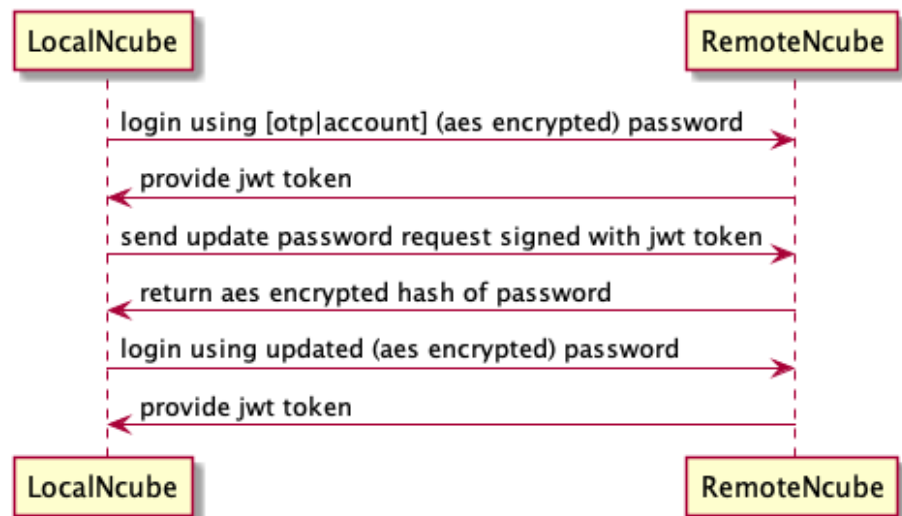 LocalNcube
RemoteNcube
login using [otp|account] (aes encrypted) password
provide jwt token
send update password request signed with jwt token
return aes encrypted hash of password
login using updated (aes encrypted) password
provide jwt token
LocalNcube
RemoteNcube